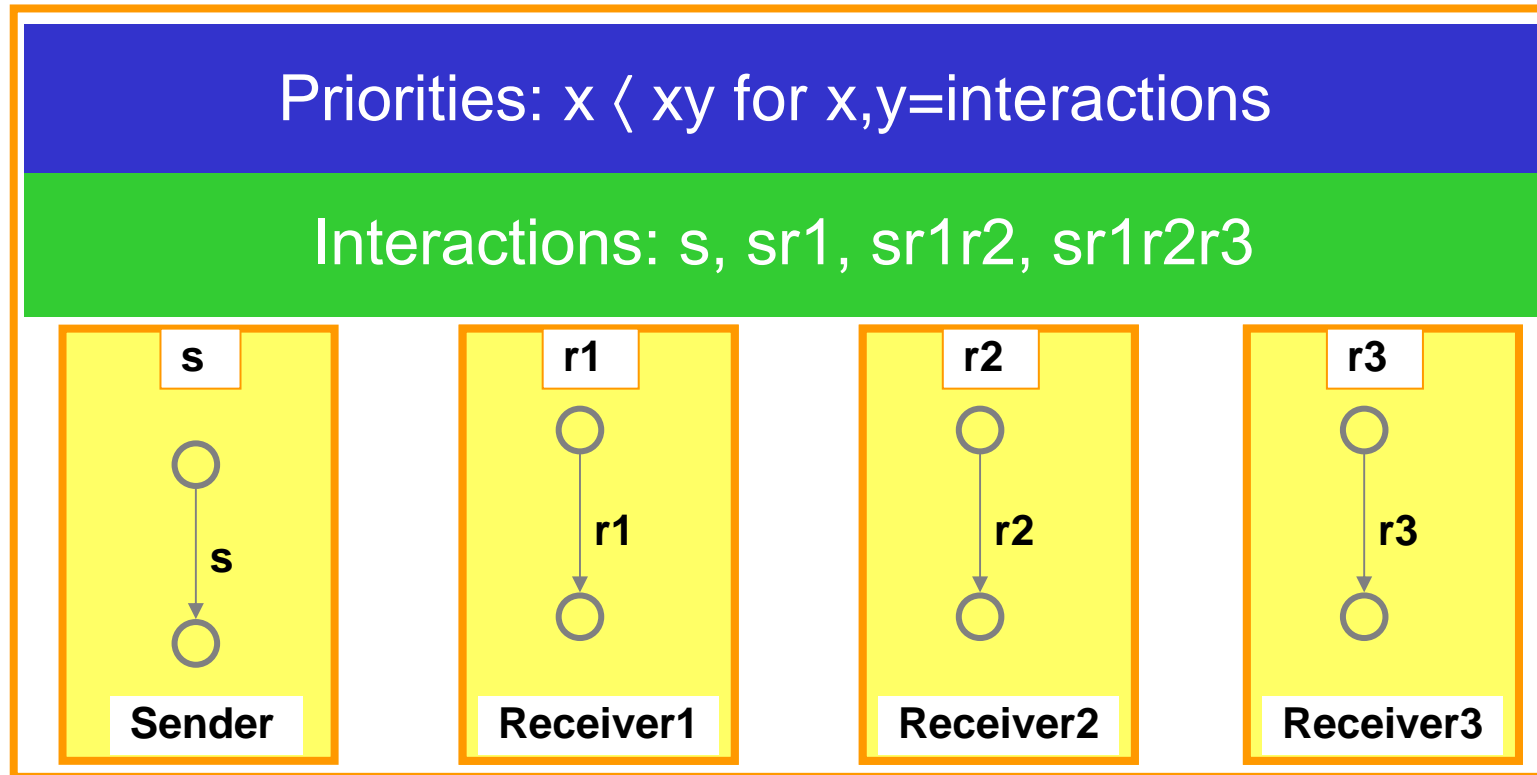 Priorities: x ⟨ xy for x,y=interactions
Interactions: s, sr1, sr1r2, sr1r2r3
s
r1
r2
r3
s
r1
r2
r3
Sender
Receiver1
Receiver2
Receiver3